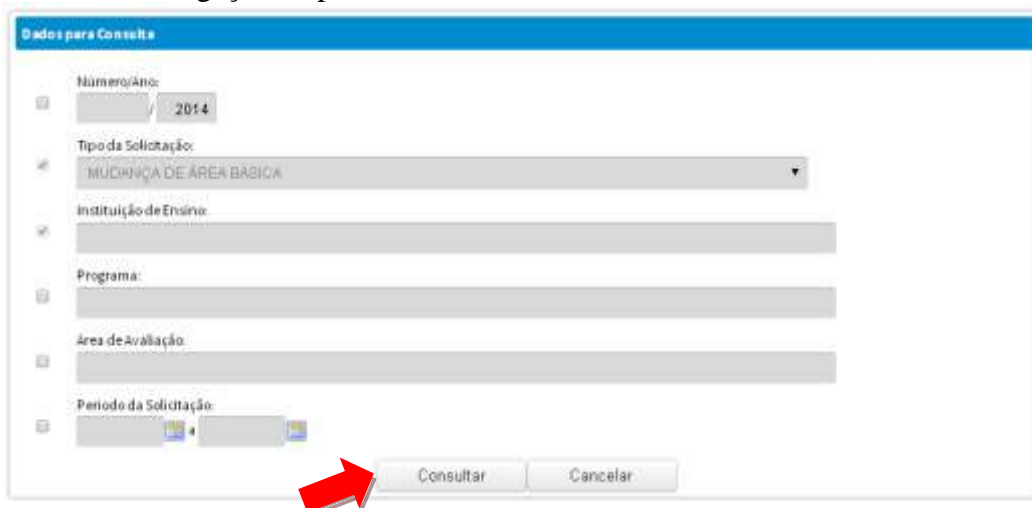 Dados para Consulta
Número/Ano:
/ 2014
Tipo da Solicitação:
MUDANÇA DE ÁREA BÁSICA
Instituição de Ensino:
Programa:
Área de Avaliação:
Período da Solicitação:
a
Consultar Cancelar